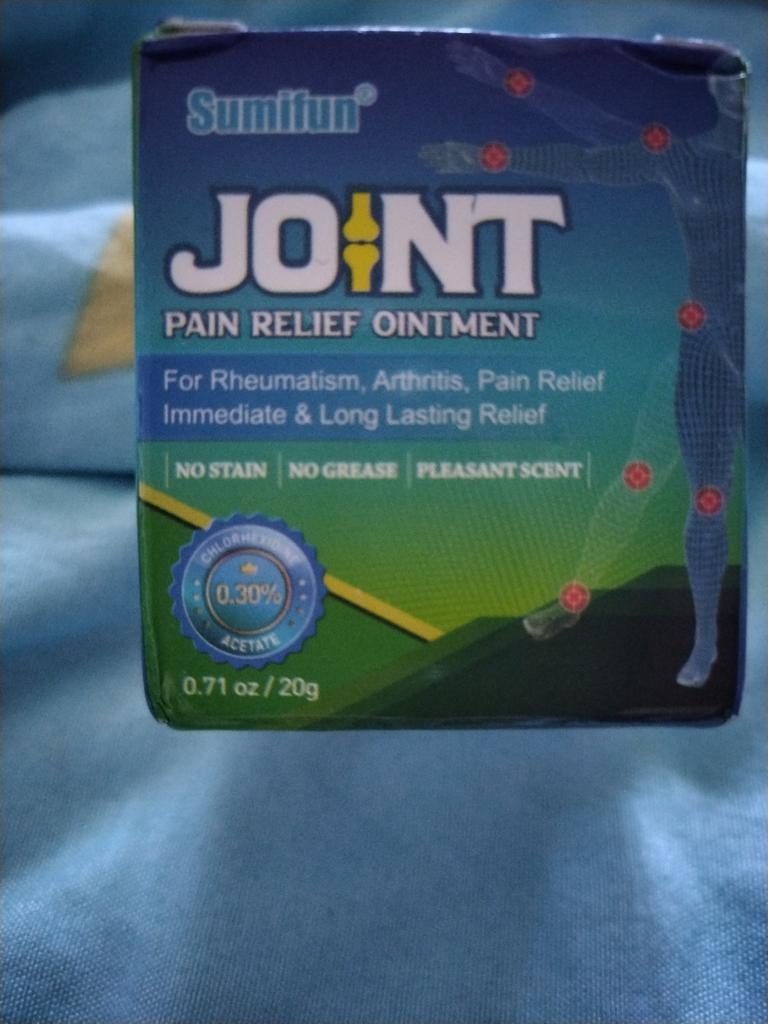 Sumifun®
JOINT
PAIN RELIEF OINTMENT
For Rheumatism, Arthritis, Pain Relief
Immediate & Long Lasting Relief
NO STAIN | NO GREASE | PLEASANT SCENT
CHLORHEXIDINE
0.30%
ACETATE
0.71 oz / 20g